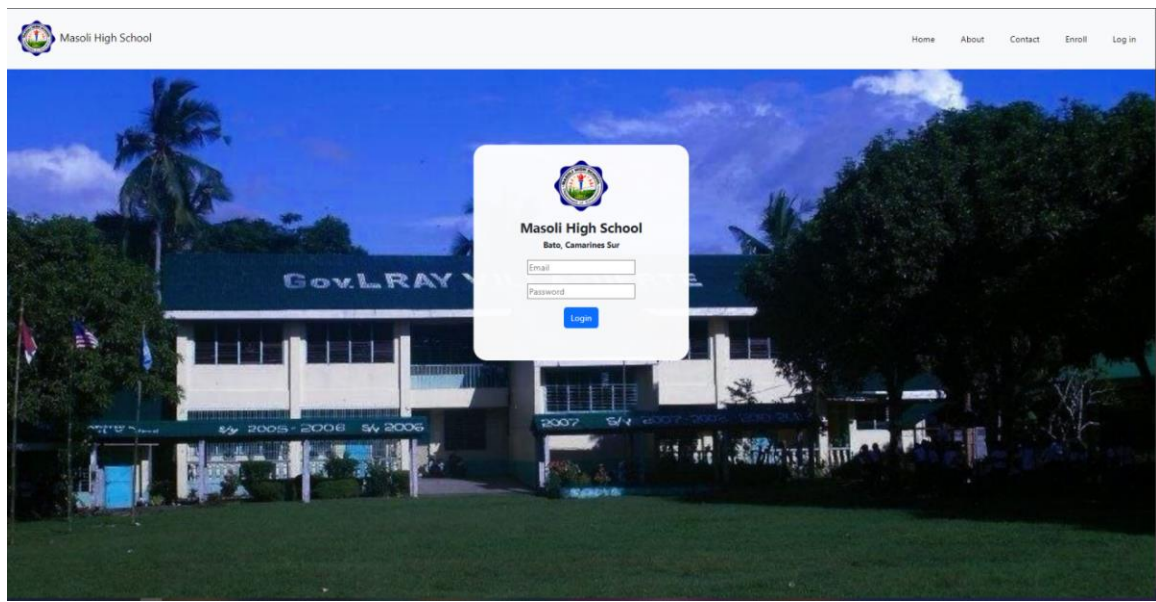 Masoli High School
Home About Contact Enroll Log in
Masoli High School
Bato, Camarines Sur
Email
Password
Login
Gov. L RAY
S/y 2005-2006 S/y 2006
2007 S/Y